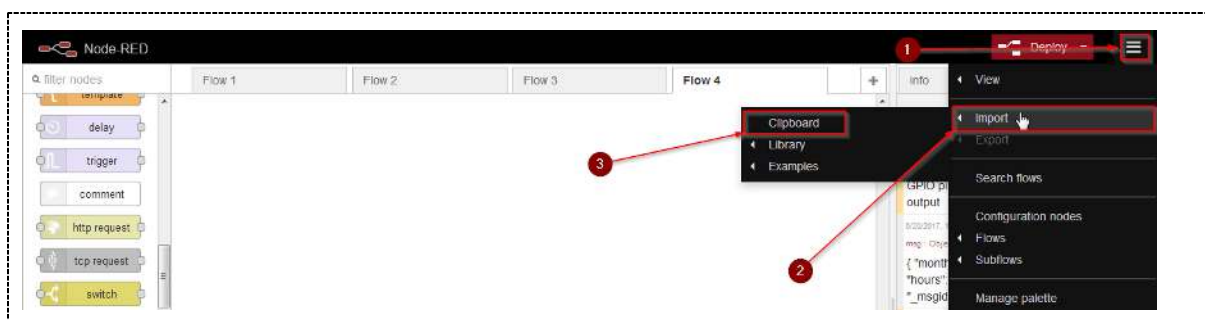 Node-RED
1
Deploy
filter nodes
Flow 1
Flow 2
Flow 3
Flow 4
+
info
View
template
delay
trigger
comment
http request
tcp request
switch
Clipboard
Library
Examples
3
2
Import
Export
Search flows
Configuration nodes
Flows
Subflows
Manage palette
GPIO pi
output
msg : Obje
{ "month
"hours":
"_msgid